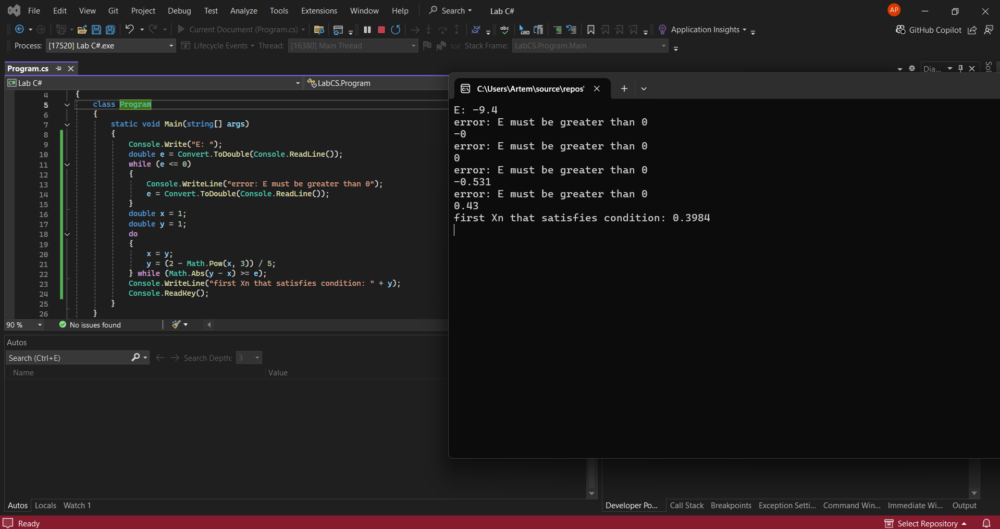 File Edit View Git Project Debug Test Analyze Tools Extensions Window Help Search Lab C# AP
Current Document (Program.cs) abc Application Insights GitHub Copilot
Process: [17520] Lab C#.exe Lifecycle Events Thread: [16380] Main Thread Stack Frame: LabCS.Program.Main
Program.cs Dia... Sol
C# Lab C# LabCS.Program
C:\Users\Artem\source\repos\
4 {
5 class Program
6 {
7 static void Main(string[] args)
8 {
9 Console.Write("E: ");
10 double e = Convert.ToDouble(Console.ReadLine());
11 while (e <= 0)
12 {
13 Console.WriteLine("error: E must be greater than 0");
14 e = Convert.ToDouble(Console.ReadLine());
15 }
16 double x = 1;
17 double y = 1;
18 do
19 {
20 x = y;
21 y = (2 - Math.Pow(x, 3)) / 5;
22 } while (Math.Abs(y - x) >= e);
23 Console.WriteLine("first Xn that satisfies condition: " + y);
24 Console.ReadKey();
25 }
26 }
E: -9.4
error: E must be greater than 0
-0
error: E must be greater than 0
0
error: E must be greater than 0
-0.531
error: E must be greater than 0
0.43
first Xn that satisfies condition: 0.3984
90 % No issues found
Autos
Search (Ctrl+E) Search Depth: 3
Name Value
Autos Locals Watch 1
Developer Po... Call Stack Breakpoints Exception Setti... Command Win... Immediate Wi... Output
Ready Select Repository